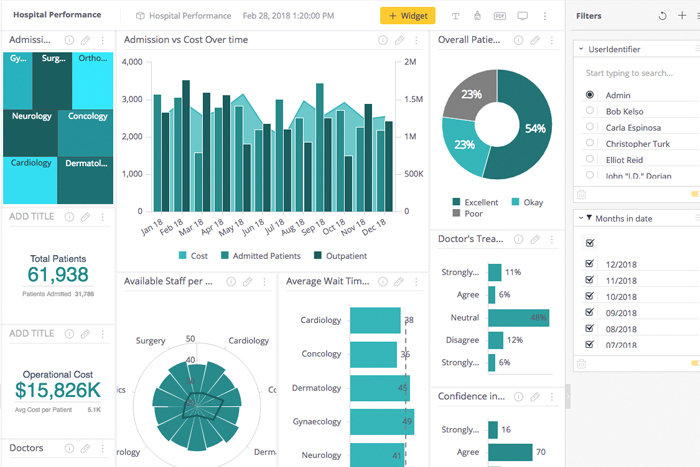 Hospital Performance
Hospital Performance
Feb 28, 2018 1:20:00 PM
+ Widget
T
PDF
Filters
Admissi...
Gy...
Surg...
Ortho...
Neurology
Concology
Cardiology
Dermatol...
ADD TITLE
Total Patients
61,938
Patients Admitted 31,786
ADD TITLE
Operational Cost
$15,826K
Avg Cost per Patient 5.1K
Doctors
Admission vs Cost Over time
4,000
3,000
2,000
1,000
0
2M
1.5M
1M
500K
0
Jan 18
Feb 18
Mar 18
Apr 18
May 18
Jun 18
Jul 18
Aug 18
Sep 18
Oct 18
Nov 18
Dec 18
Cost
Admitted Patients
Outpatient
Available Staff per ...
50
40
30
Surgery
Cardiology
ics
Co
rology
Derm
Average Wait Tim...
Cardiology
38
Concology
36
Dermatology
45
Gynaecology
49
Neurology
41
Overall Patie...
23%
54%
23%
Excellent
Okay
Poor
Doctor's Trea...
Strongly...
11%
Agree
6%
Neutral
48%
Disagree
12%
Strongly...
6%
Confidence in...
Strongly...
16
Agree
70
UserIdentifier
Start typing to search...
Admin
Bob Kelso
Carla Espinosa
Christopher Turk
Elliot Reid
John "J.D." Dorian
Months in date
12/2018
11/2018
10/2018
09/2018
08/2018
07/2018